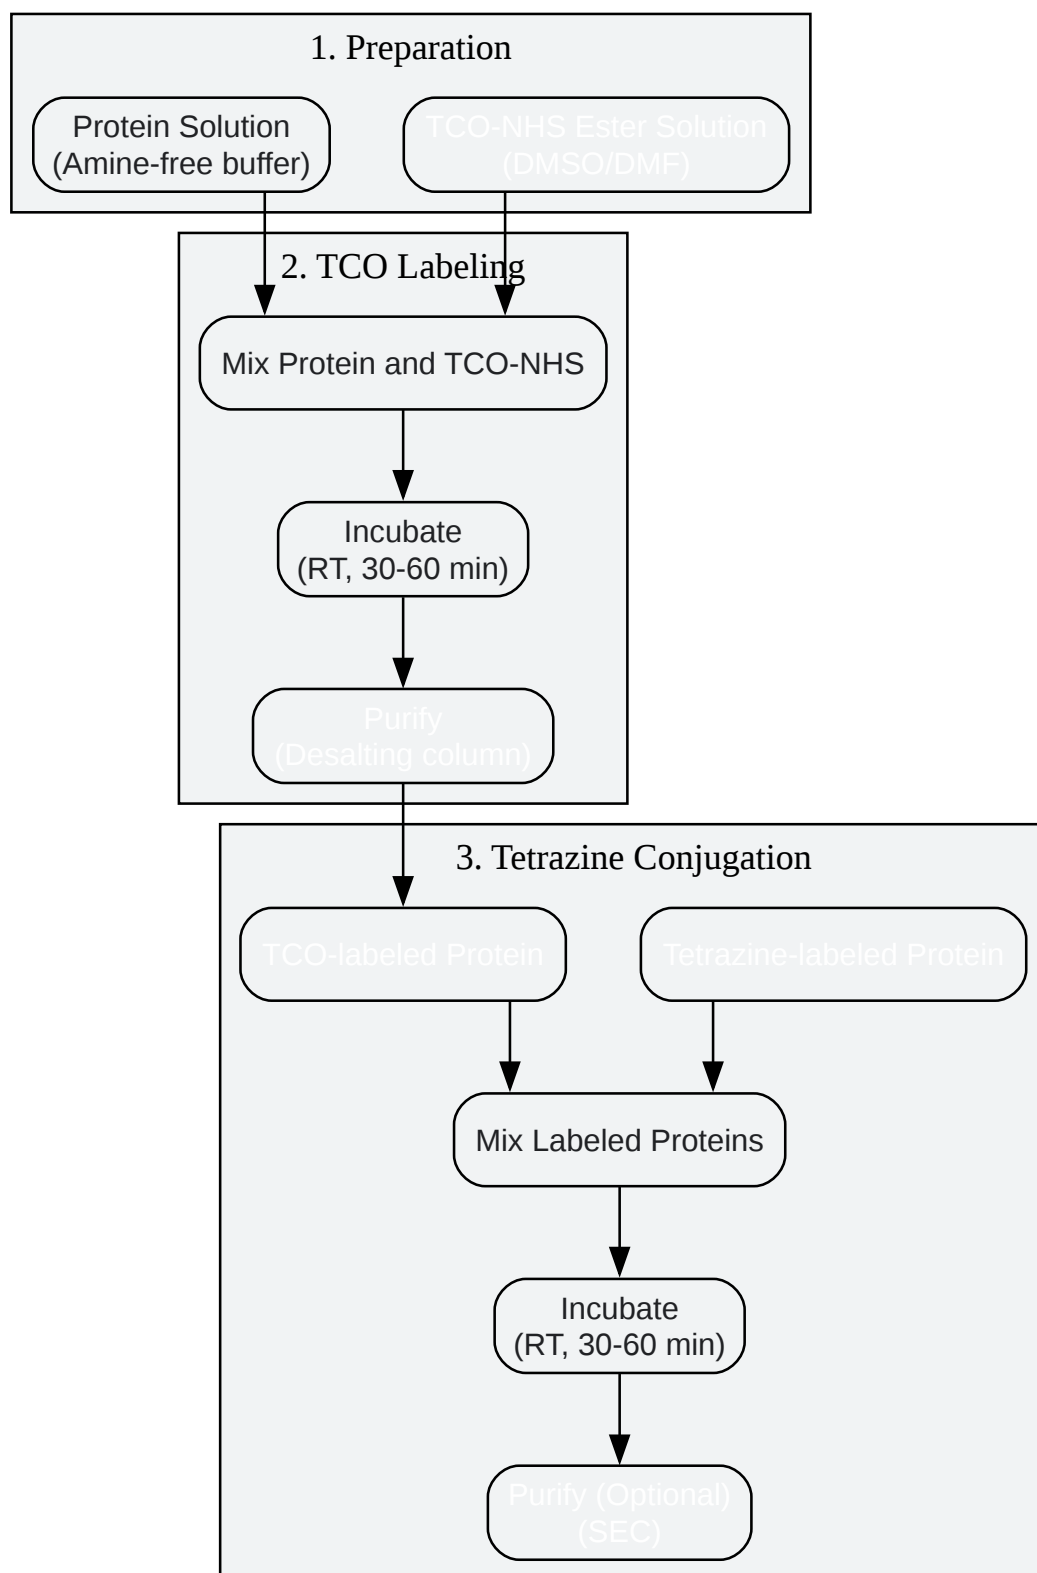 1. Preparation
Protein Solution
(Amine-free buffer)
TCO-NHS Ester Solution
(DMSO/DMF)
2. TCO Labeling
Mix Protein and TCO-NHS
Incubate
(RT, 30-60 min)
Purify
(Desalting column)
3. Tetrazine Conjugation
TCO-labeled Protein
Tetrazine-labeled Protein
Mix Labeled Proteins
Incubate
(RT, 30-60 min)
Purify (Optional)
(SEC)